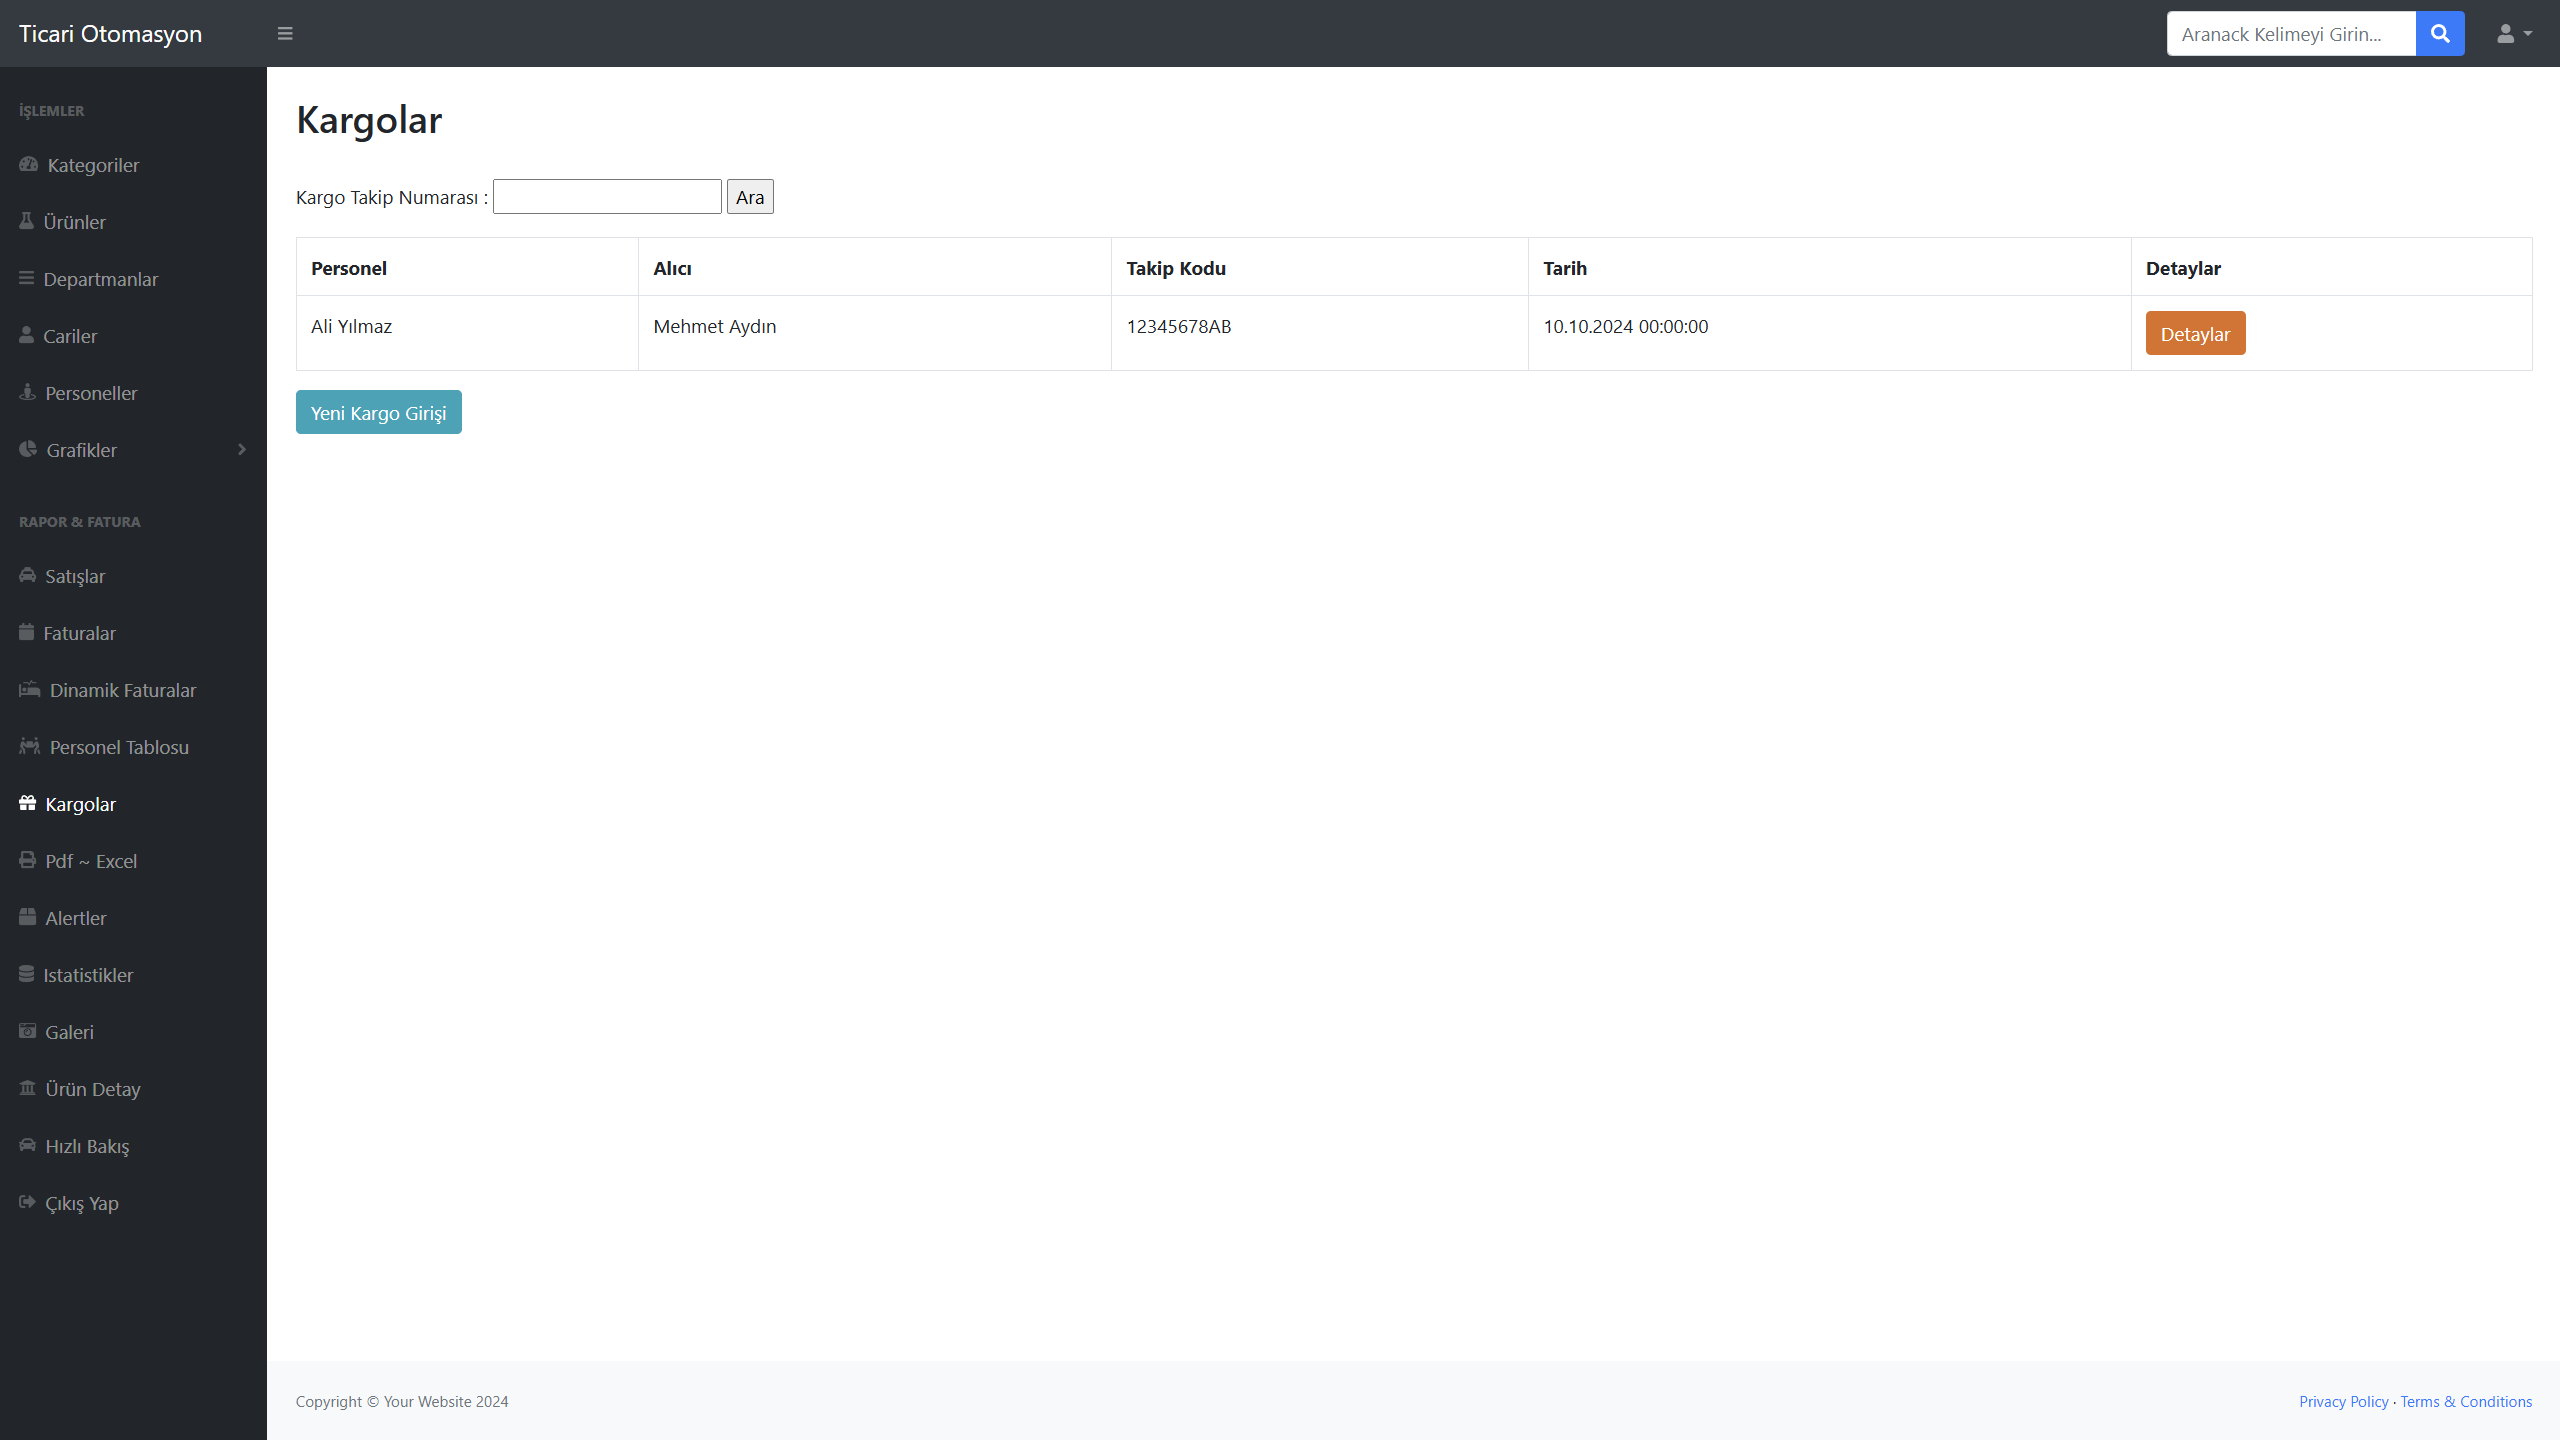 Ticari Otomasyon
Aranack Kelimeyi Girin...
İŞLEMLER
Kategoriler
Ürünler
Departmanlar
Cariler
Personeller
Grafikler
RAPOR & FATURA
Satışlar
Faturalar
Dinamik Faturalar
Personel Tablosu
Kargolar
Pdf ~ Excel
Alertler
Istatistikler
Galeri
Ürün Detay
Hızlı Bakış
Çıkış Yap
Kargolar
Kargo Takip Numarası : Ara
Personel Alıcı Takip Kodu Tarih Detaylar
Ali Yılmaz Mehmet Aydın 12345678AB 10.10.2024 00:00:00 Detaylar
Yeni Kargo Girişi
Copyright © Your Website 2024
Privacy Policy · Terms & Conditions